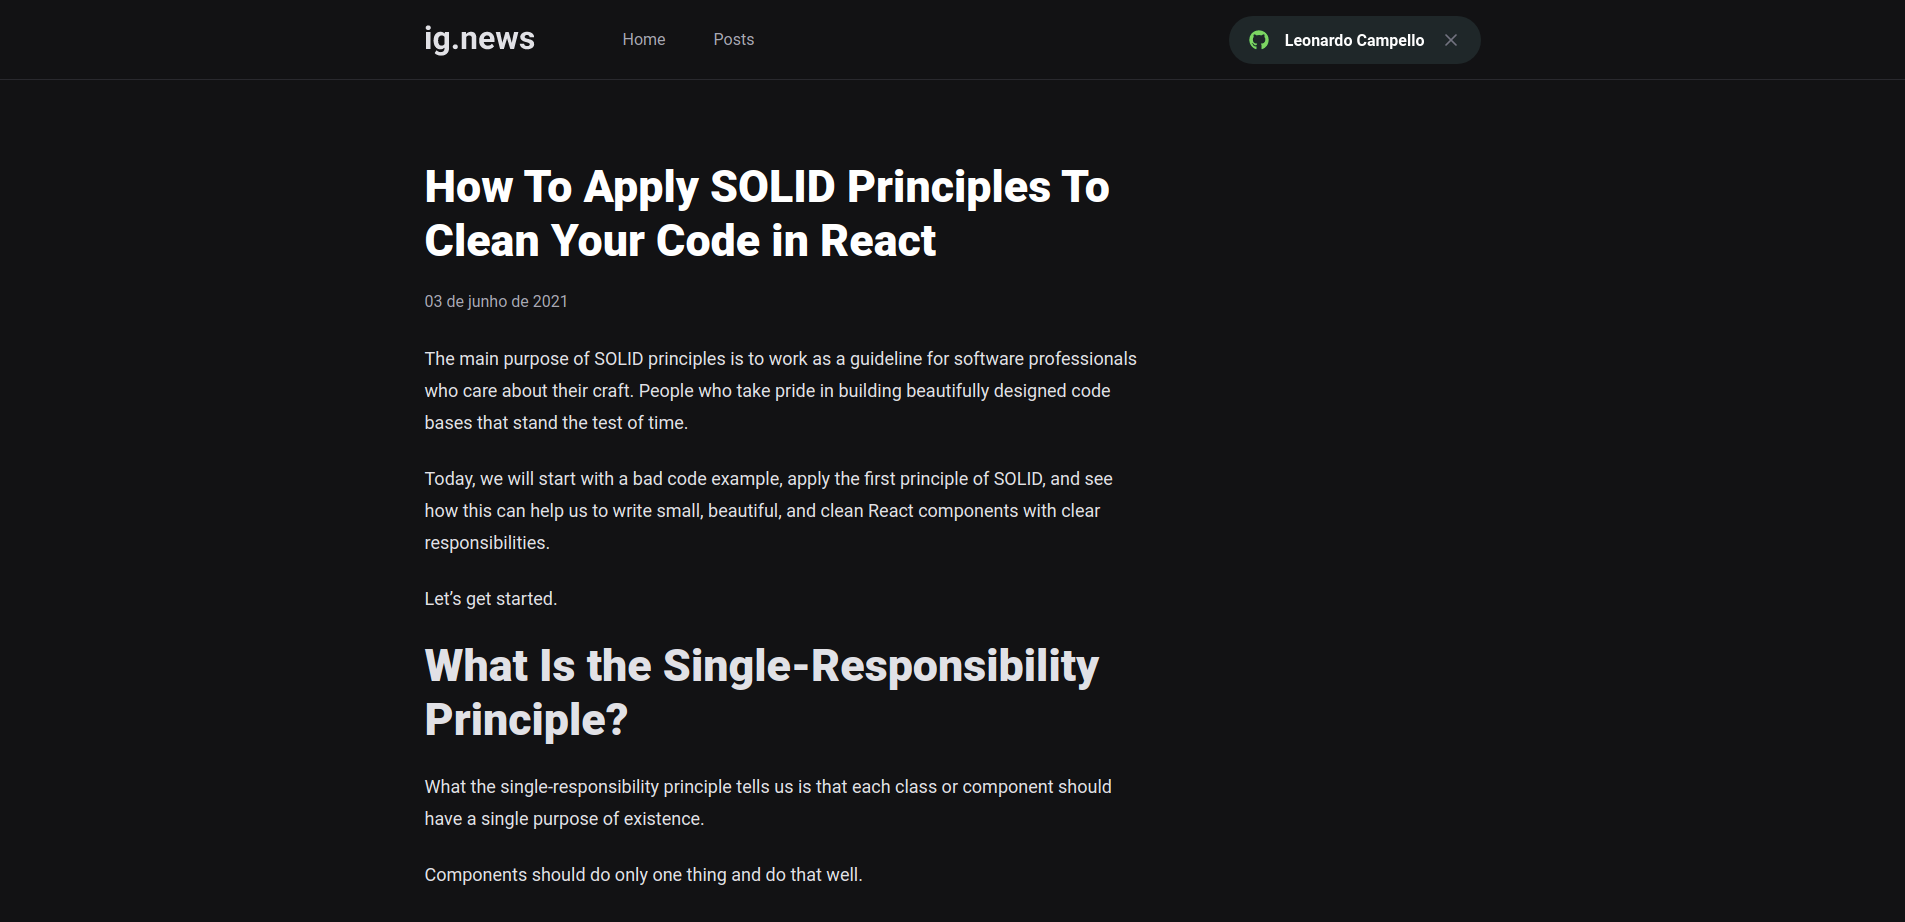 ig.news
Home
Posts
Leonardo Campello
How To Apply SOLID Principles To
Clean Your Code in React
03 de junho de 2021
The main purpose of SOLID principles is to work as a guideline for software professionals
who care about their craft. People who take pride in building beautifully designed code
bases that stand the test of time.
Today, we will start with a bad code example, apply the first principle of SOLID, and see
how this can help us to write small, beautiful, and clean React components with clear
responsibilities.
Let’s get started.
What Is the Single-Responsibility
Principle?
What the single-responsibility principle tells us is that each class or component should
have a single purpose of existence.
Components should do only one thing and do that well.